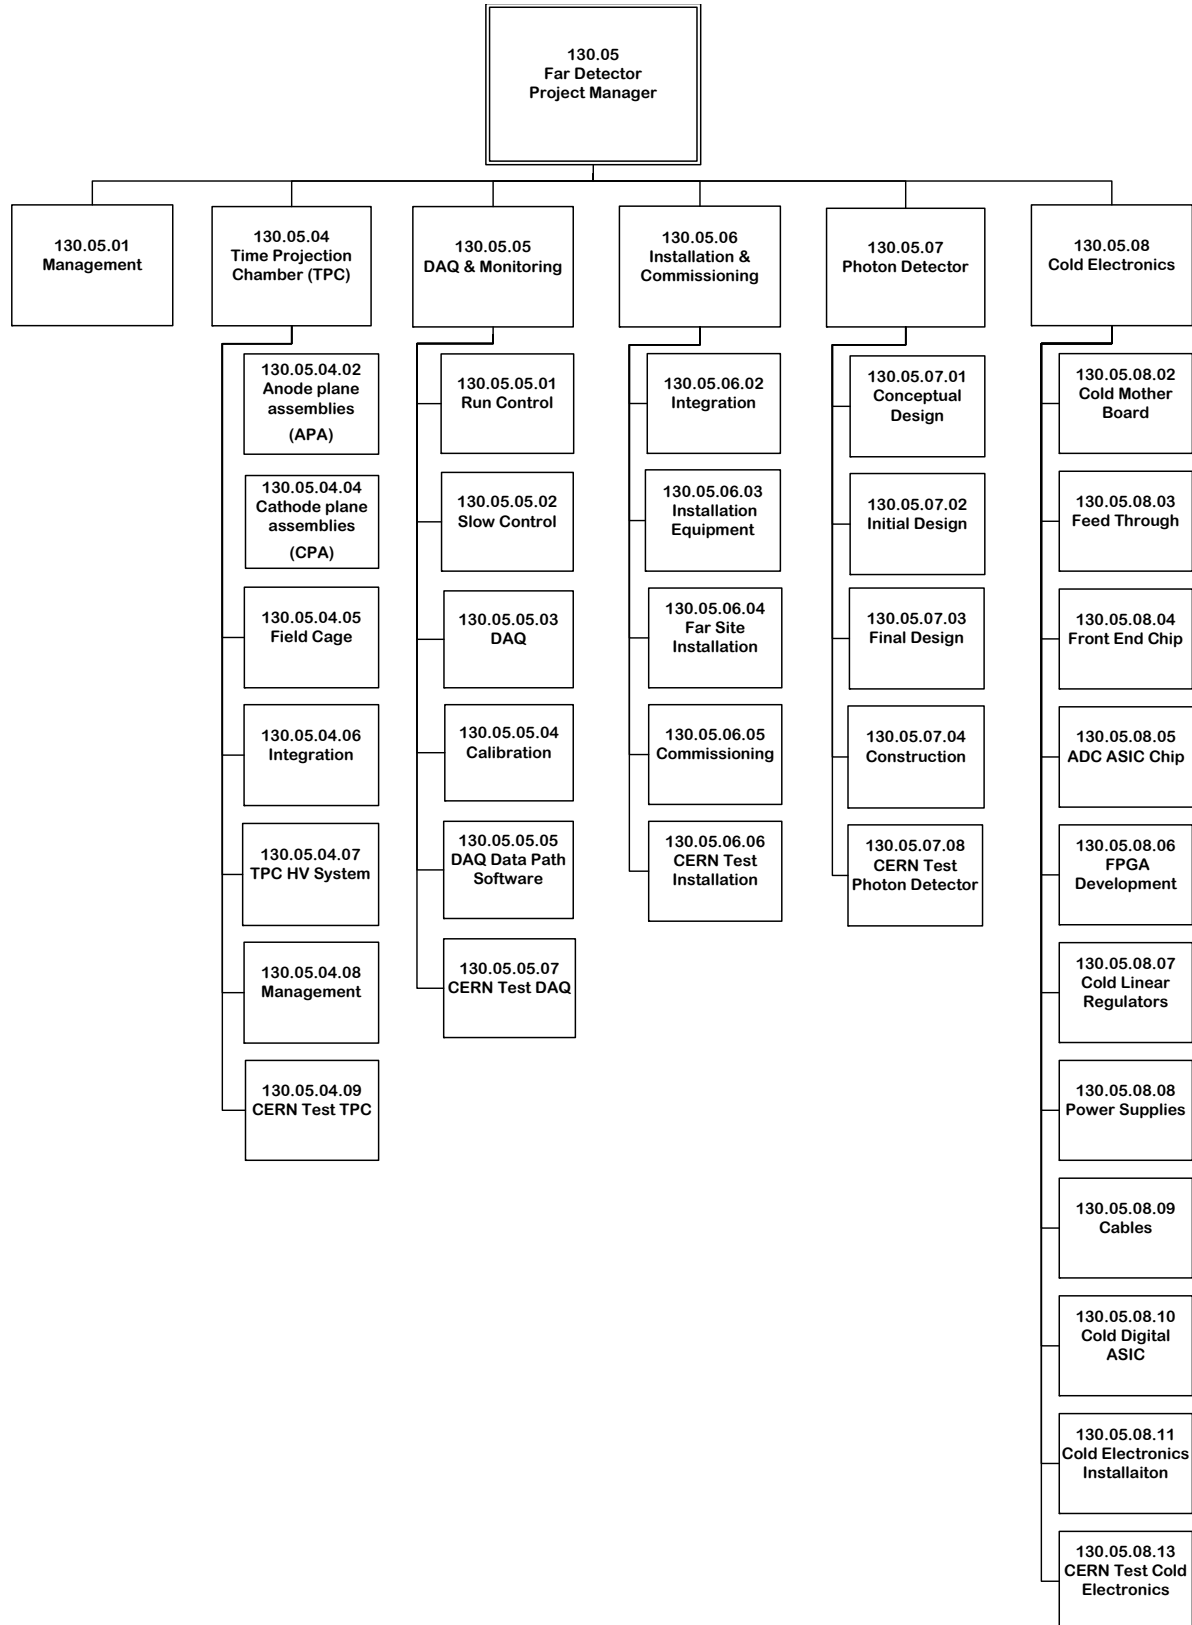 130.05
Far Detector
Project Manager
130.05.01
Management
130.05.04
Time Projection
Chamber (TPC)
130.05.05
DAQ & Monitoring
130.05.06
Installation &
Commissioning
130.05.07
Photon Detector
130.05.08
Cold Electronics
130.05.04.02
Anode plane
assemblies
(APA)
130.05.04.04
Cathode plane
assemblies
(CPA)
130.05.04.05
Field Cage
130.05.04.06
Integration
130.05.04.07
TPC HV System
130.05.04.08
Management
130.05.04.09
CERN Test TPC
130.05.05.01
Run Control
130.05.05.02
Slow Control
130.05.05.03
DAQ
130.05.05.04
Calibration
130.05.05.05
DAQ Data Path
Software
130.05.05.07
CERN Test DAQ
130.05.06.02
Integration
130.05.06.03
Installation
Equipment
130.05.06.04
Far Site
Installation
130.05.06.05
Commissioning
130.05.06.06
CERN Test
Installation
130.05.07.01
Conceptual
Design
130.05.07.02
Initial Design
130.05.07.03
Final Design
130.05.07.04
Construction
130.05.07.08
CERN Test
Photon Detector
130.05.08.02
Cold Mother
Board
130.05.08.03
Feed Through
130.05.08.04
Front End Chip
130.05.08.05
ADC ASIC Chip
130.05.08.06
FPGA
Development
130.05.08.07
Cold Linear
Regulators
130.05.08.08
Power Supplies
130.05.08.09
Cables
130.05.08.10
Cold Digital
ASIC
130.05.08.11
Cold Electronics
Installaiton
130.05.08.13
CERN Test Cold
Electronics